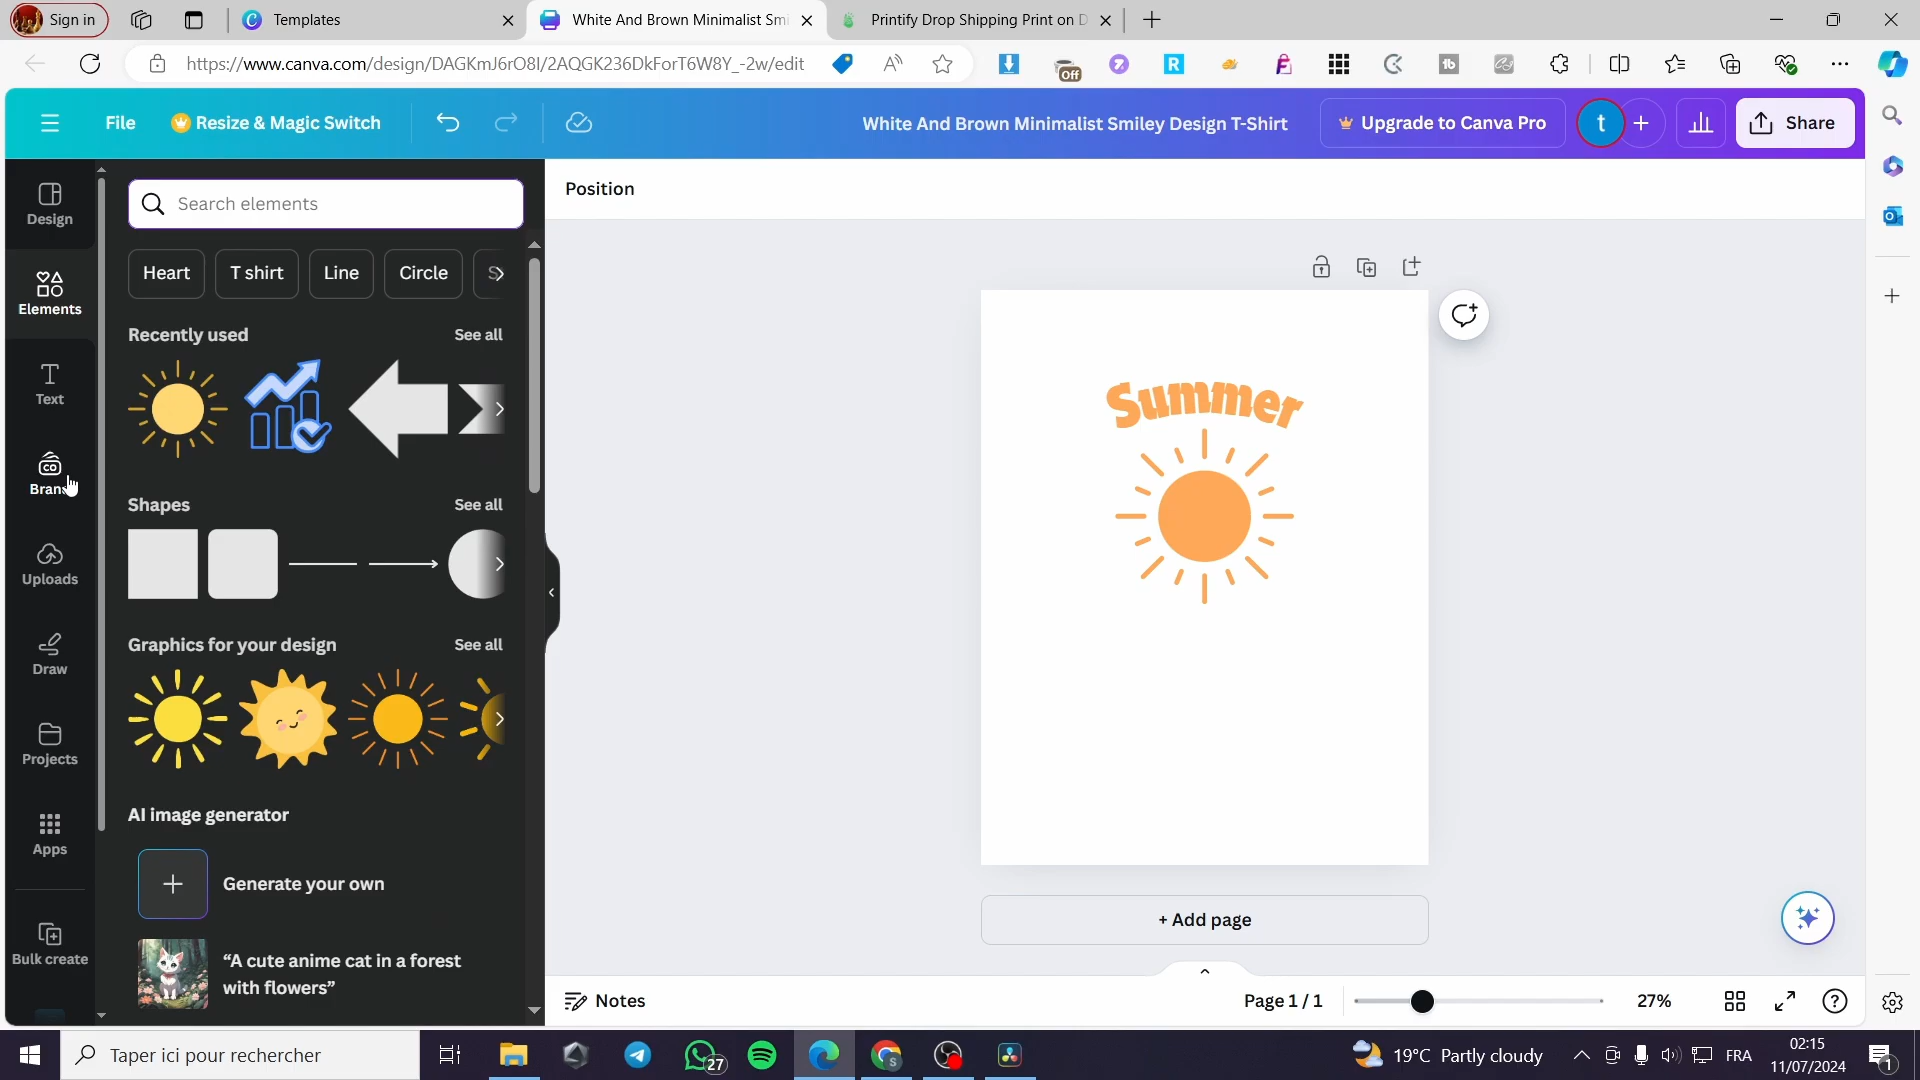 Sign in
Templates
White And Brown Minimalist Smi
Printify Drop Shipping Print on D
https://www.canva.com/design/DAGKmJ6rO8I/2AQGK236DkForT6W8Y_-2w/edit
Off
File
Resize & Magic Switch
White And Brown Minimalist Smiley Design T-Shirt
Upgrade to Canva Pro
t
Share
Design
Elements
Text
Uploads
Draw
Projects
Apps
Bulk create
Search elements
Heart
T shirt
Line
Circle
Recently used
See all
Shapes
See all
Graphics for your design
See all
AI image generator
Generate your own
“A cute anime cat in a forest
with flowers”
Position
Summer
+ Add page
Notes
Page 1 / 1
27%
Taper ici pour rechercher
27
19°C Partly cloudy
FRA
02:15
11/07/2024
1